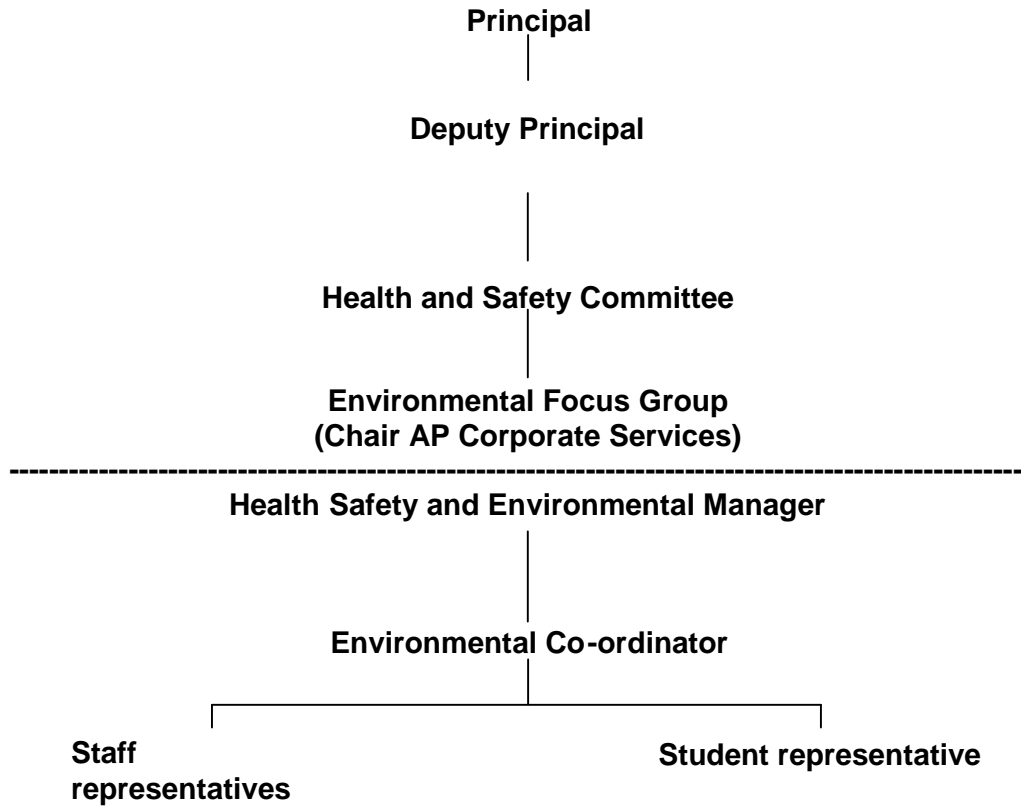 Principal
Deputy Principal
Health and Safety Committee
Environmental Focus Group
(Chair AP Corporate Services)
Health Safety and Environmental Manager
Environmental Co-ordinator
Staff
representatives
Student representative